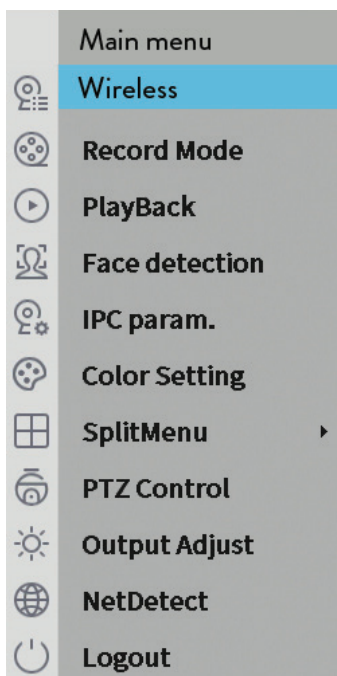 Main menu
Wireless
Record Mode
PlayBack
Face detection
IPC param.
Color Setting
SplitMenu
PTZ Control
Output Adjust
NetDetect
Logout